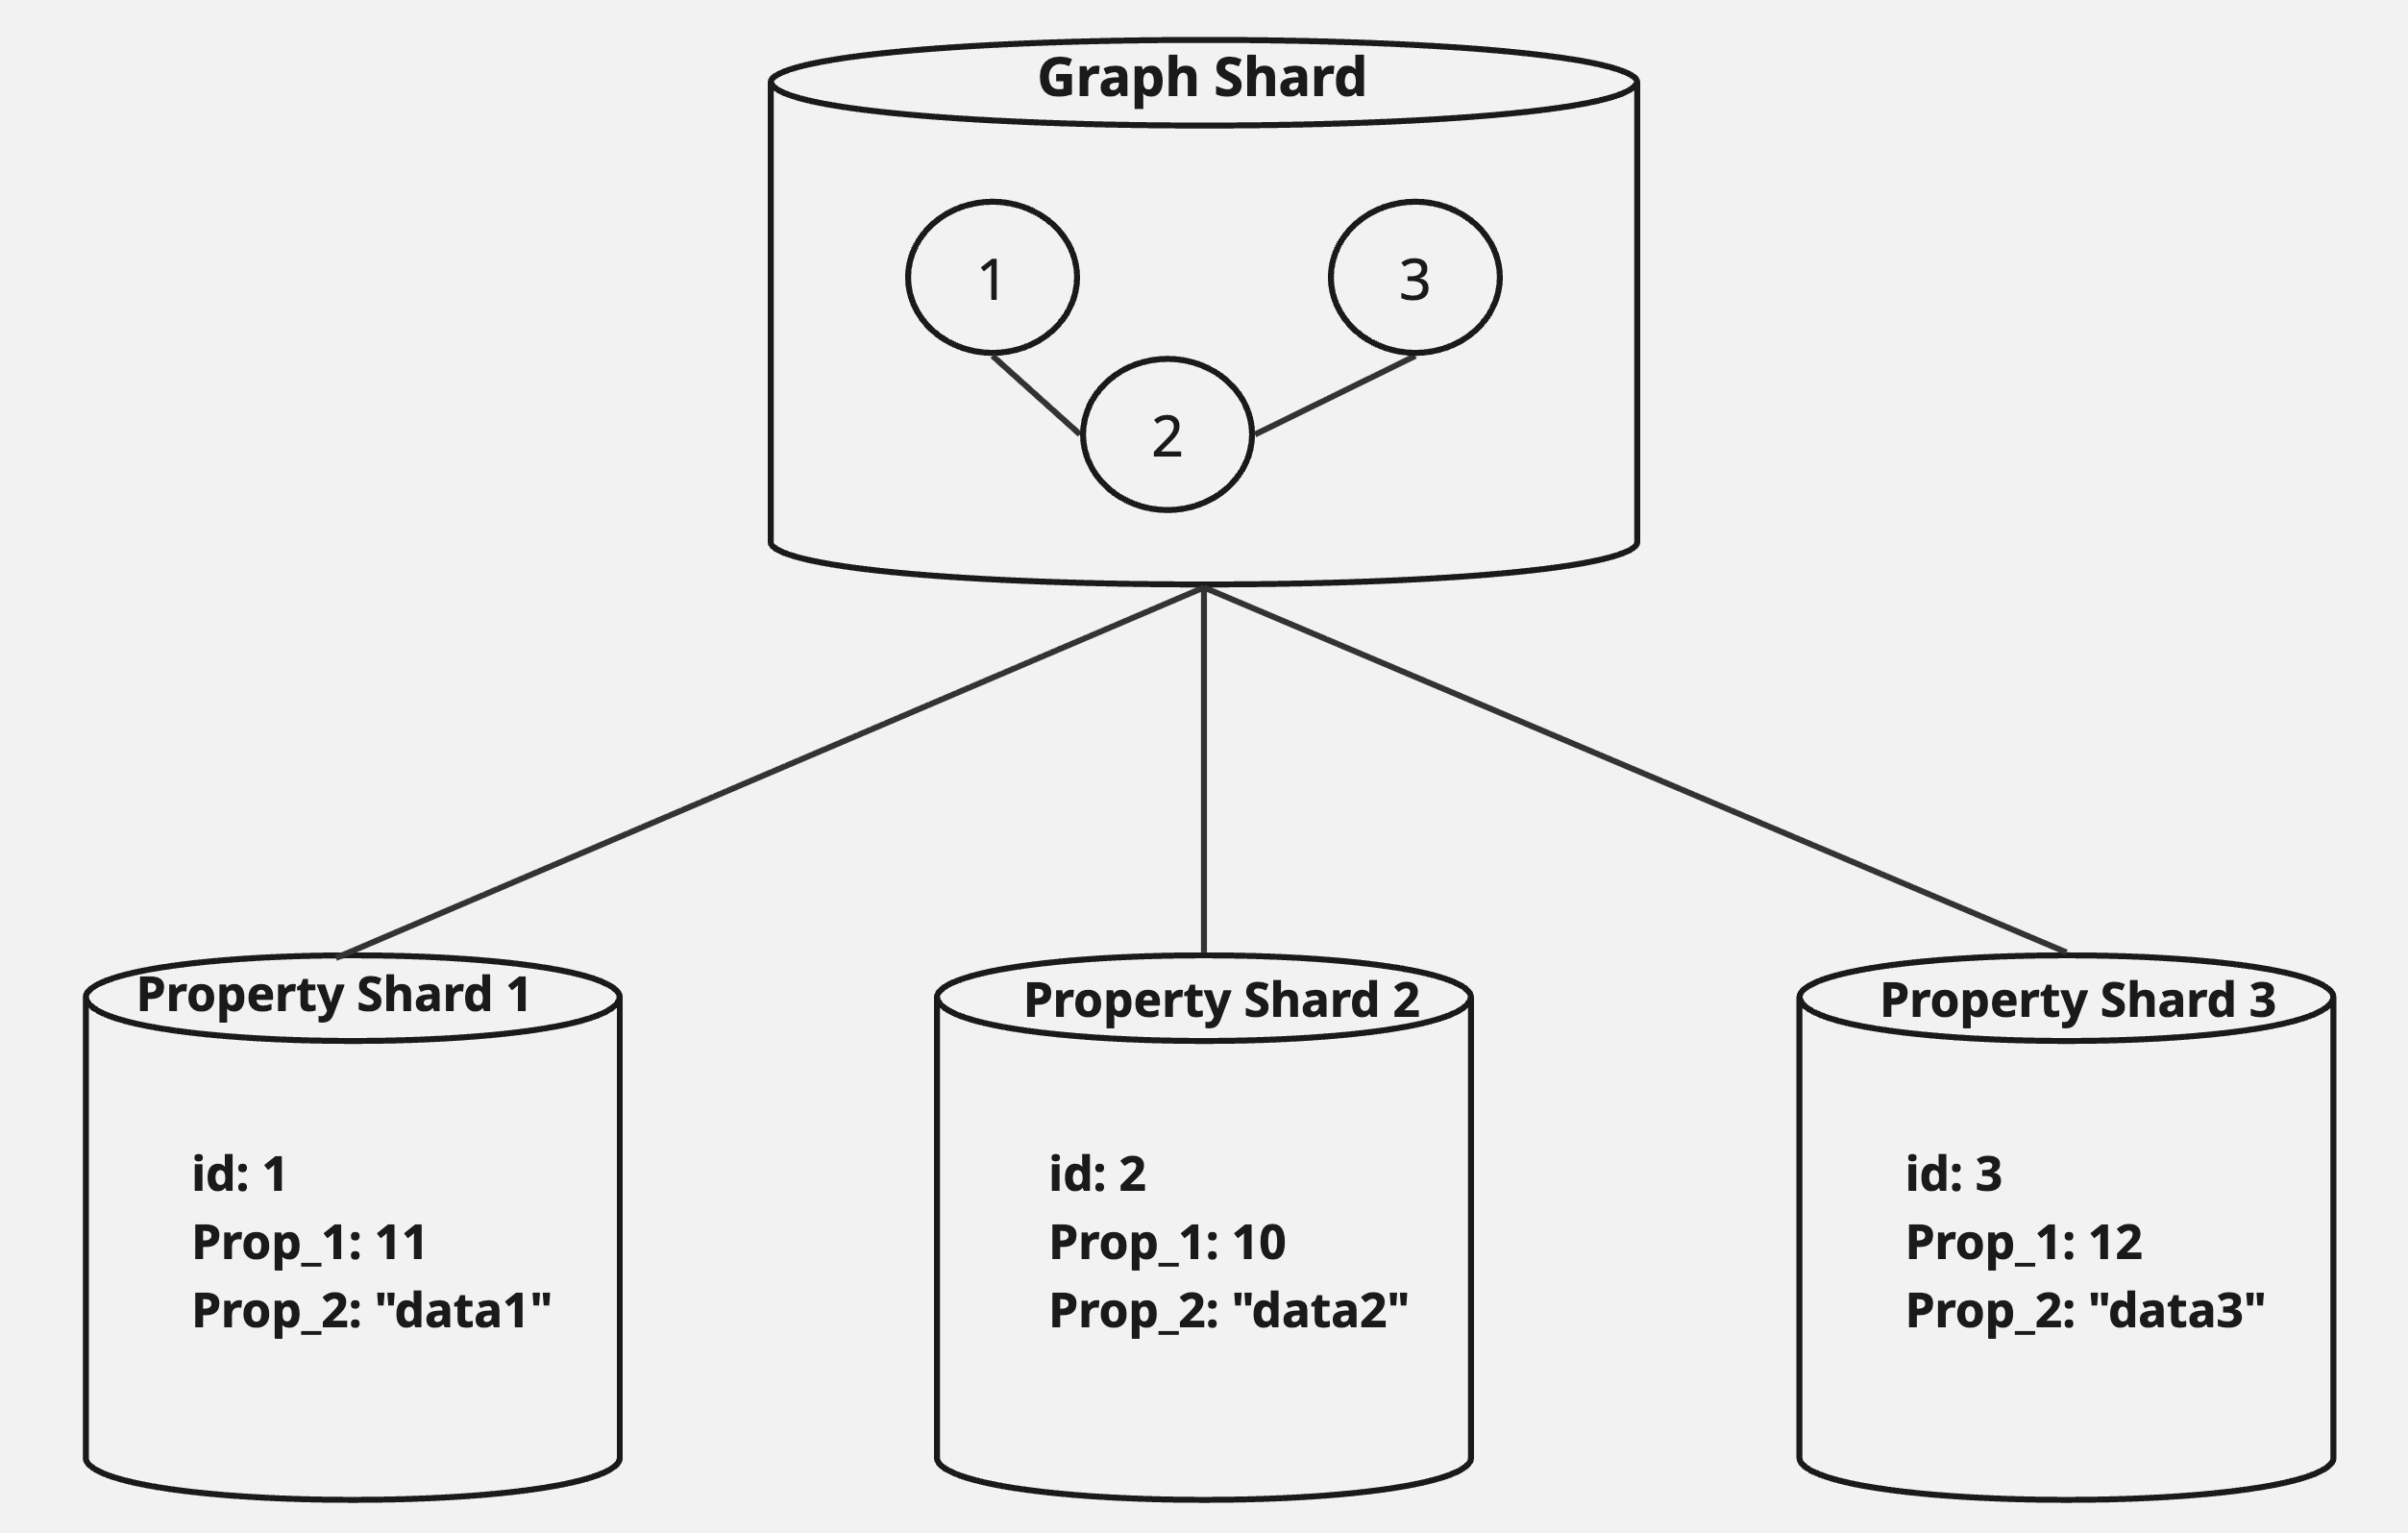 Graph Shard
1
3
2
Property Shard 1
Property Shard 2
Property Shard 3
id: 1
Prop_1: 11
Prop_2: "data1"
id: 2
Prop_1: 10
Prop_2: "data2"
id: 3
Prop_1: 12
Prop_2: "data3"